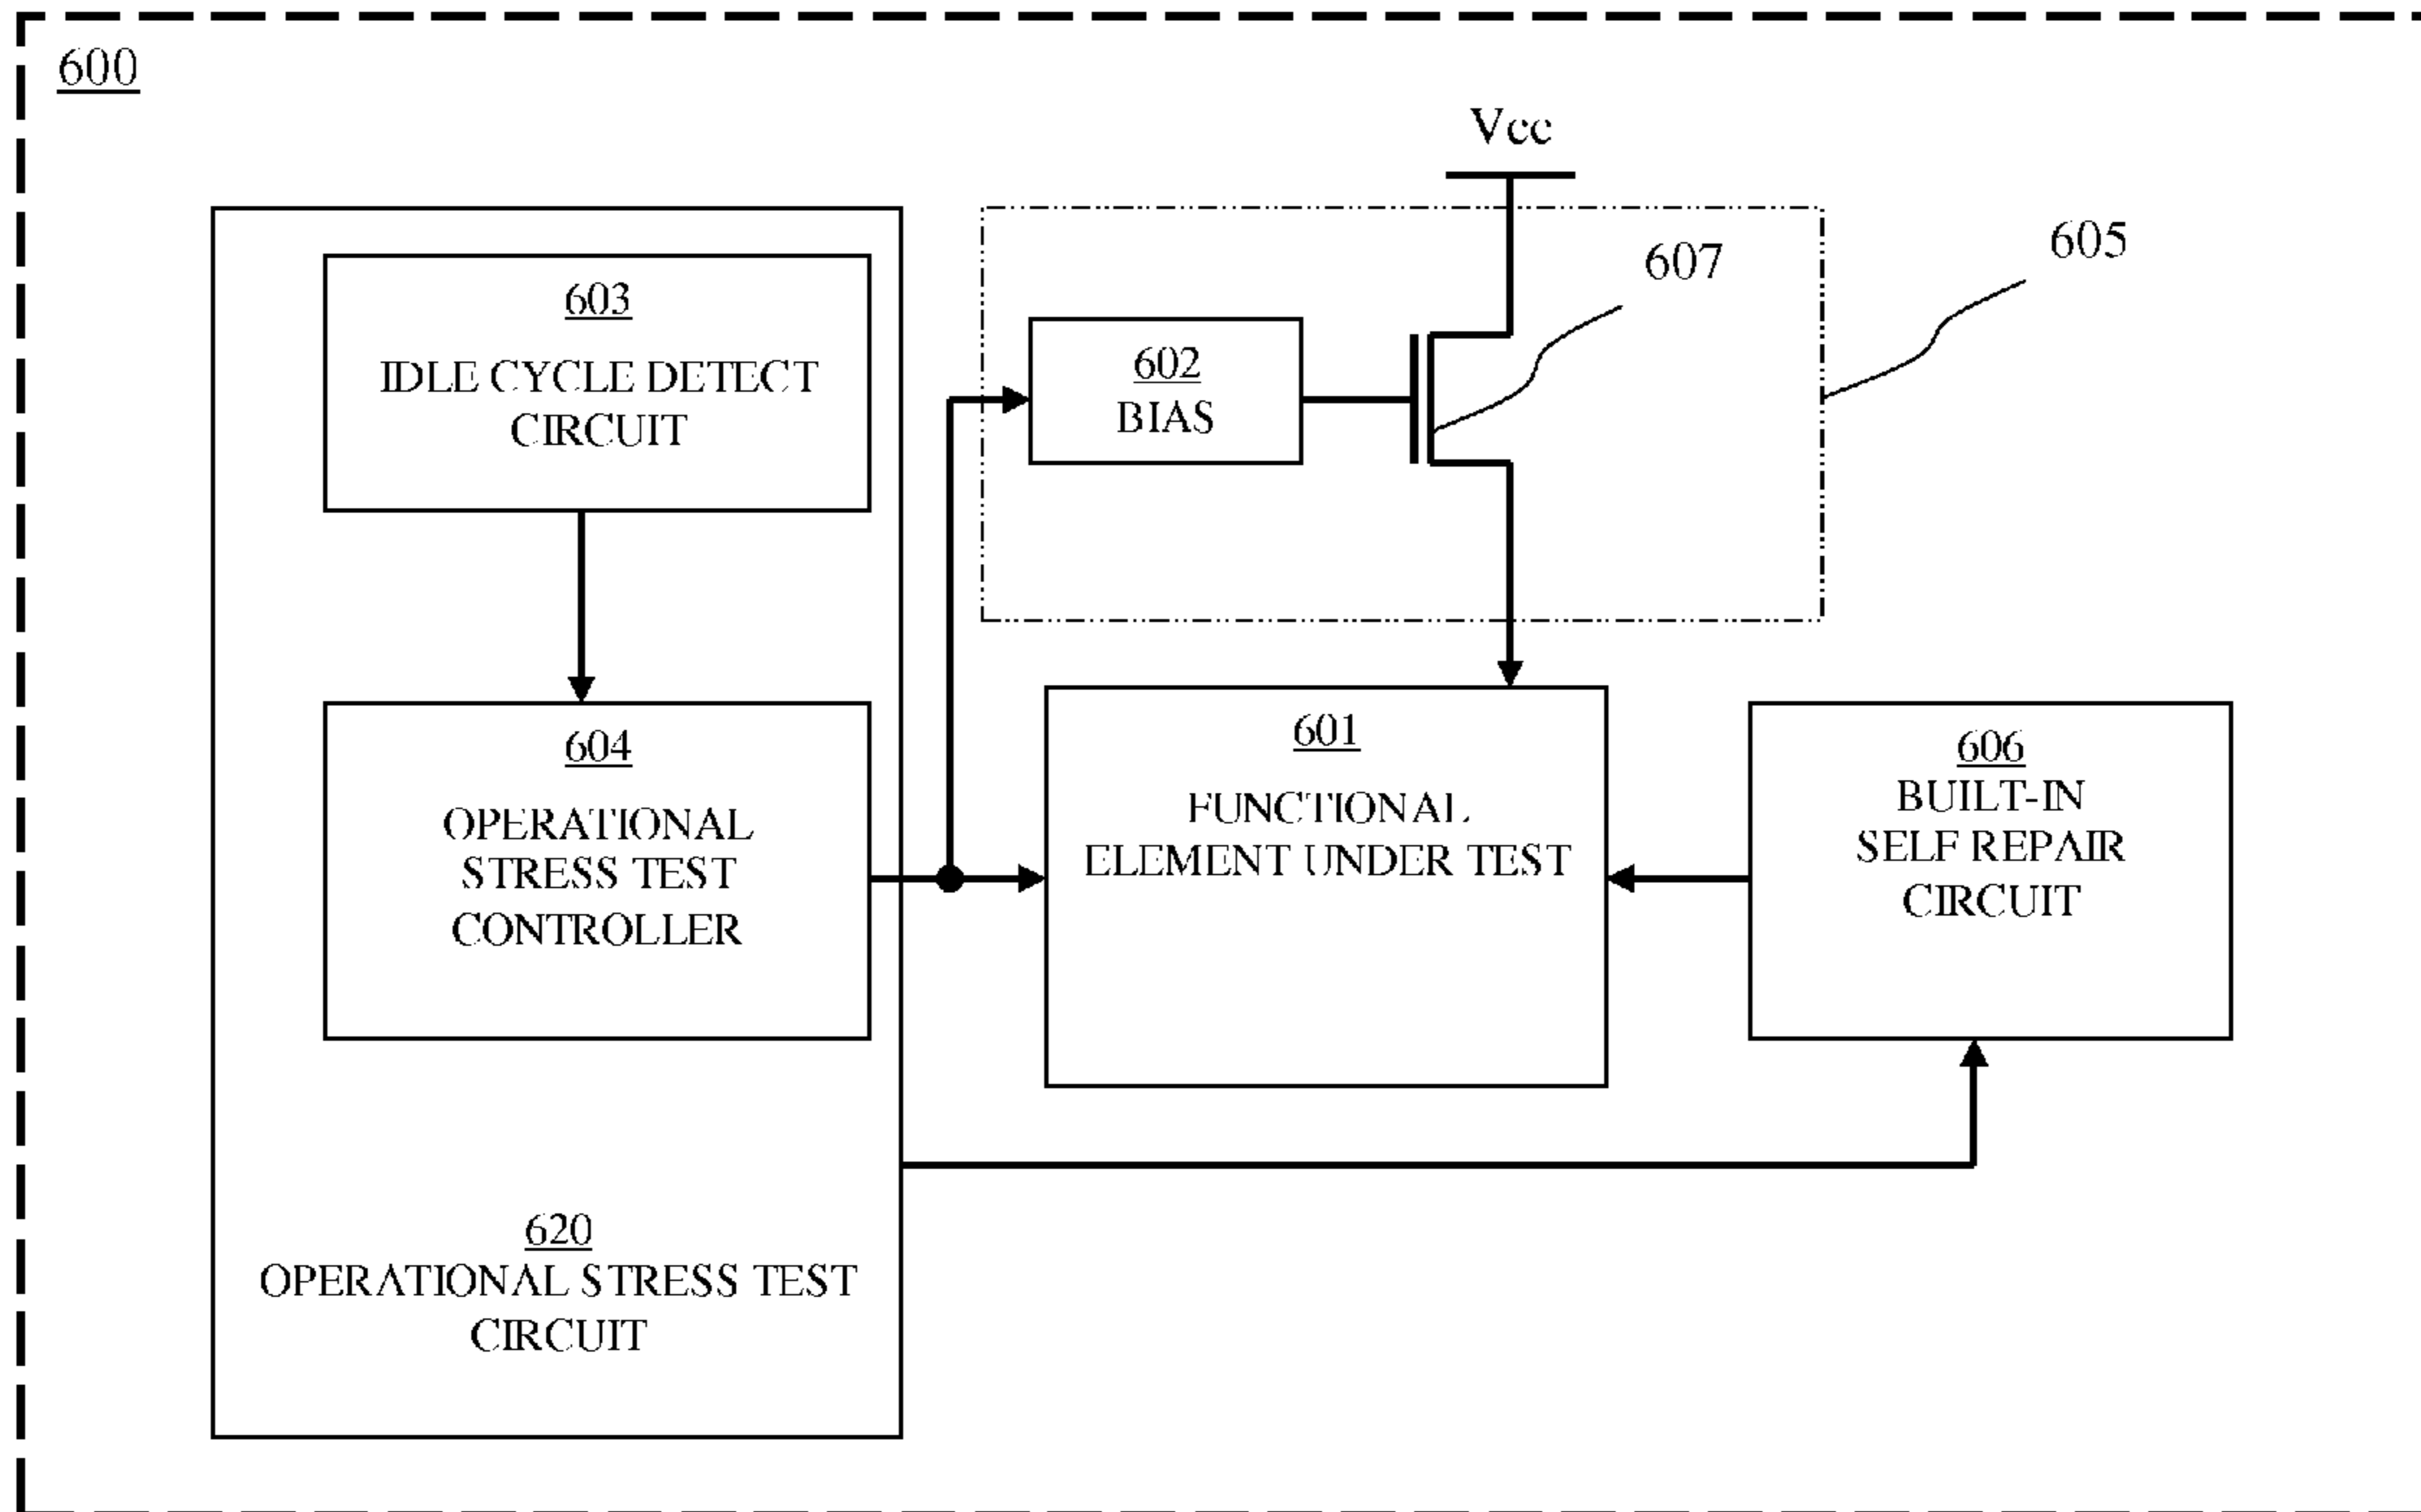 600
Vcc
605
607
603
IDLE CYCLE DETECT
CIRCUIT
602
BIAS
604
OPERATIONAL
STRESS TEST
CONTROLLER
601
FUNCTIONAL
ELEMENT UNDER TEST
606
BUILT-IN
SELF REPAIR
CIRCUIT
620
OPERATIONAL STRESS TEST
CIRCUIT